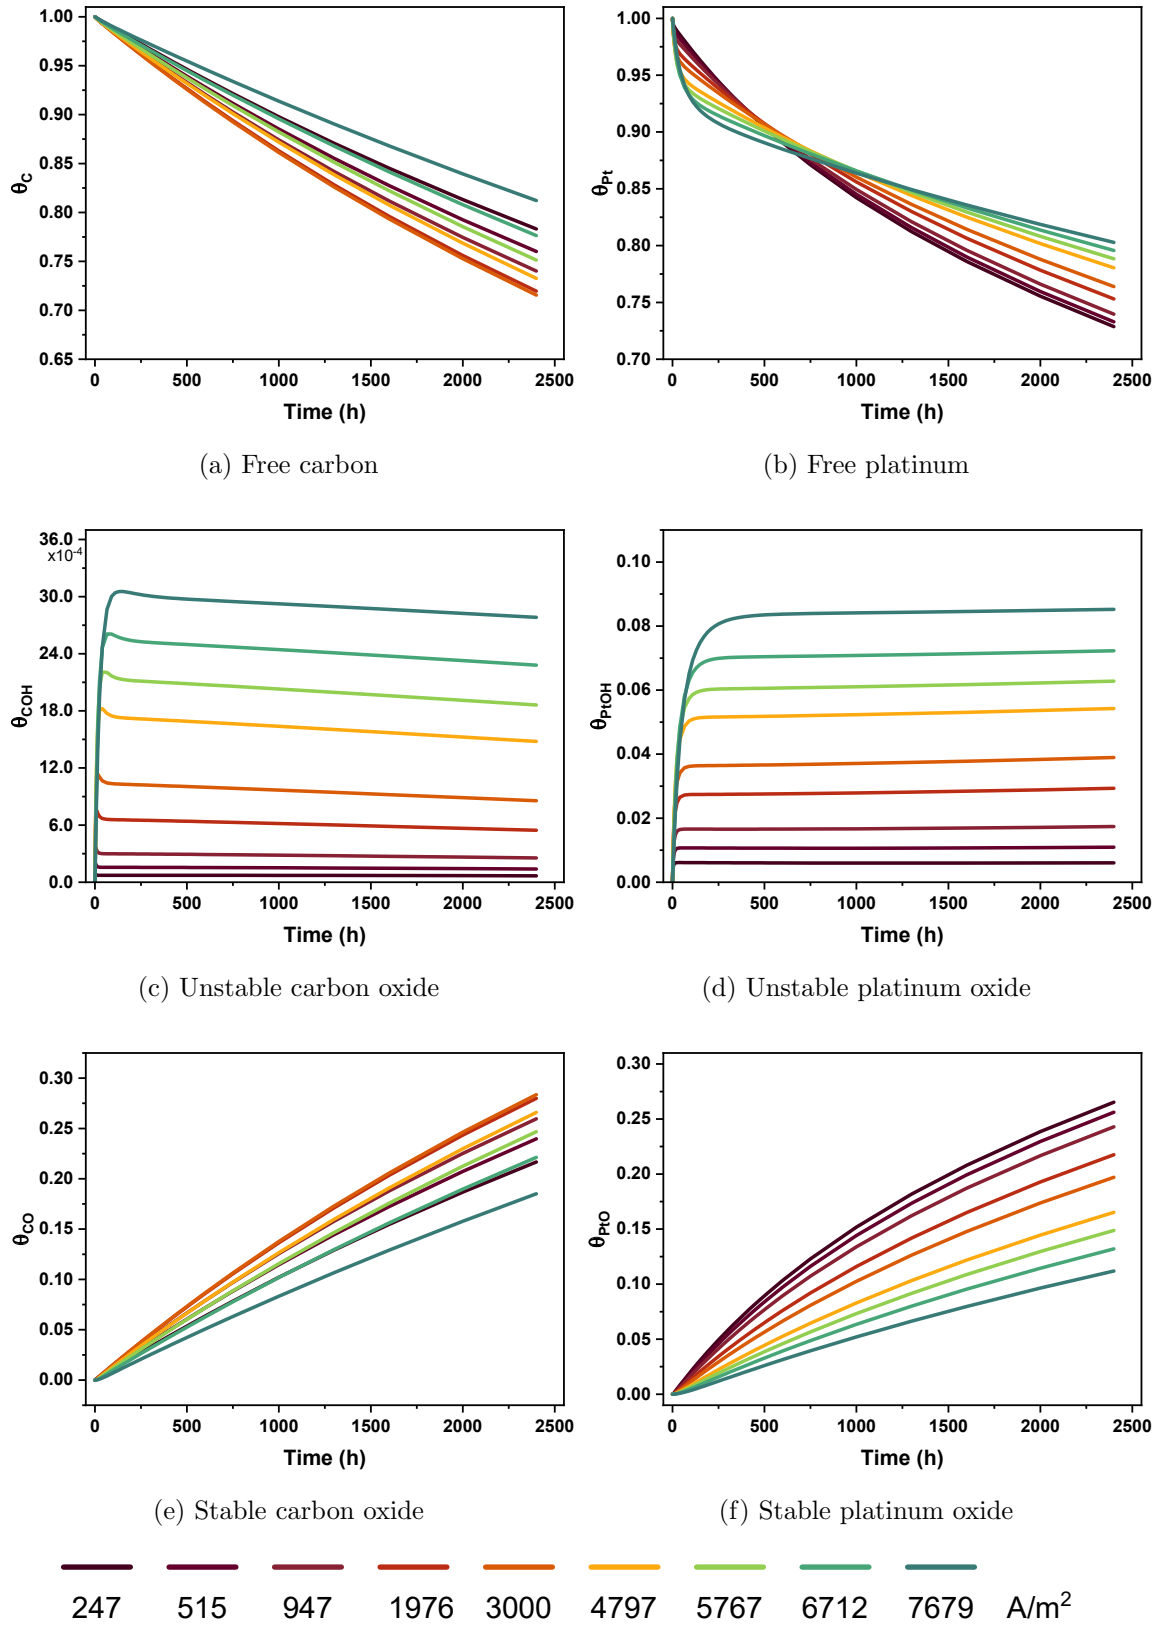 1.00
0.95
0.90
0.85
0.80
0.75
0.70
0.65
θC
0 500 1000 1500 2000 2500
Time (h)
(a) Free carbon
1.00
0.95
0.90
0.85
0.80
0.75
0.70
θPt
0 500 1000 1500 2000 2500
Time (h)
(b) Free platinum
36.0
x10-4
30.0
24.0
18.0
12.0
6.0
0.0
θCOH
0 500 1000 1500 2000 2500
Time (h)
(c) Unstable carbon oxide
0.10
0.08
0.06
0.04
0.02
0.00
θPtOH
0 500 1000 1500 2000 2500
Time (h)
(d) Unstable platinum oxide
0.30
0.25
0.20
0.15
0.10
0.05
0.00
θCO
0 500 1000 1500 2000 2500
Time (h)
(e) Stable carbon oxide
0.30
0.25
0.20
0.15
0.10
0.05
0.00
θPtO
0 500 1000 1500 2000 2500
Time (h)
(f) Stable platinum oxide
247 515 947 1976 3000 4797 5767 6712 7679 A/m²